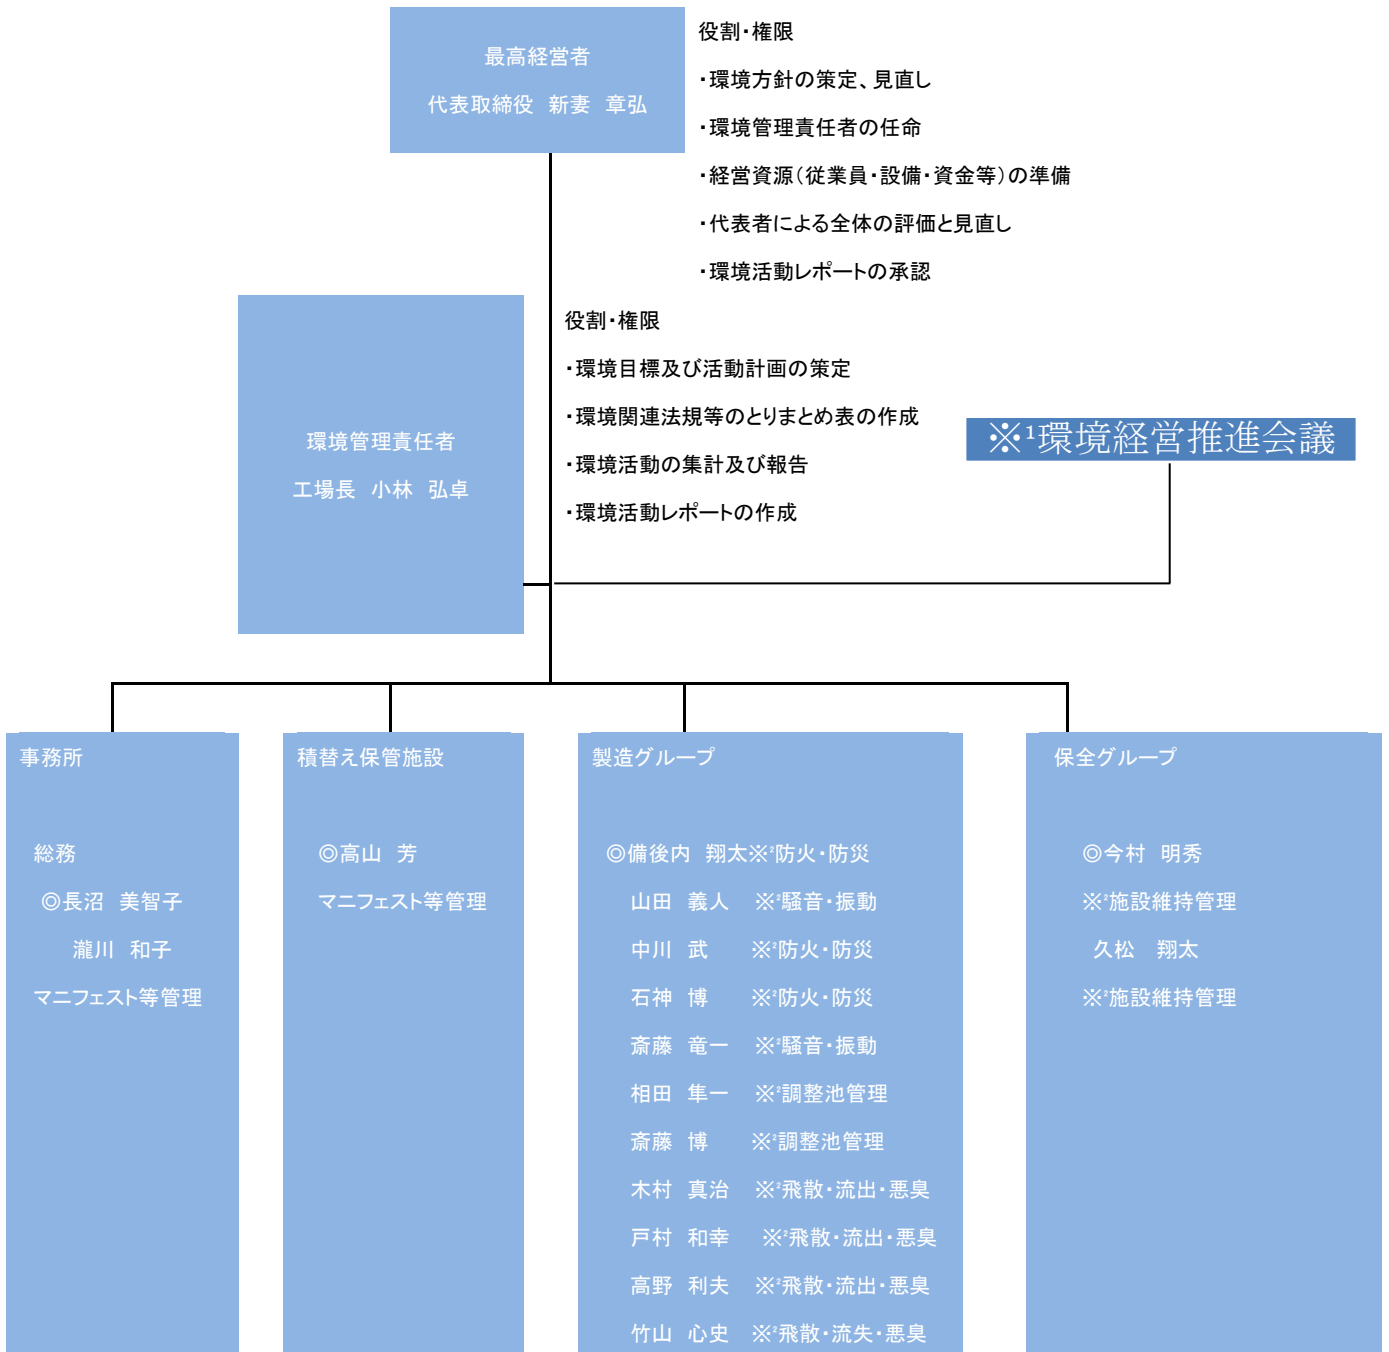 最高経営者
代表取締役　新妻　章弘
役割・権限
・環境方針の策定、見直し
・環境管理責任者の任命
・経営資源（従業員・設備・資金等）の準備
・代表者による全体の評価と見直し
・環境活動レポートの承認
環境管理責任者
工場長　小林　弘卓
役割・権限
・環境目標及び活動計画の策定
・環境関連法規等のとりまとめ表の作成
・環境活動の集計及び報告
・環境活動レポートの作成
※¹環境経営推進会議
事務所
総務
◎長沼　美智子
瀧川　和子
マニフェスト等管理
積替え保管施設
◎高山　芳
マニフェスト等管理
製造グループ
◎備後内　翔太※²防火・防災
山田　義人　※²騒音・振動
中川　武　　※²防火・防災
石神　博　　※²防火・防災
斎藤　竜一　※²騒音・振動
相田　隼一　※²調整池管理
斎藤　博　　※²調整池管理
木村　真治　※²飛散・流出・悪臭
戸村　和幸　※²飛散・流出・悪臭
高野　利夫　※²飛散・流出・悪臭
竹山　心史　※²飛散・流失・悪臭
保全グループ
◎今村　明秀
※²施設維持管理
久松　翔太
※²施設維持管理